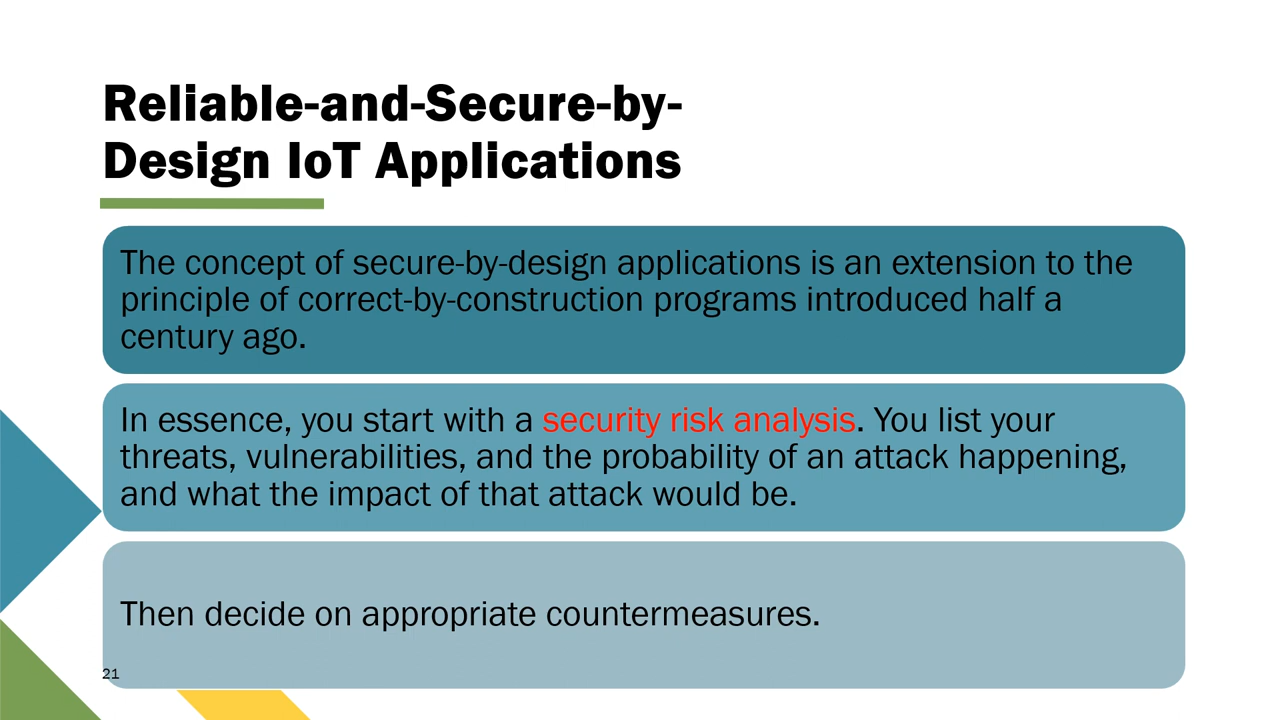 Reliable-and-Secure-by-
Design IoT Applications
The concept of secure-by-design applications is an extension to the
principle of correct-by-construction programs introduced half a
century ago.
In essence, you start with a security risk analysis. You list your
threats, vulnerabilities, and the probability of an attack happening,
and what the impact of that attack would be.
Then decide on appropriate countermeasures.
21